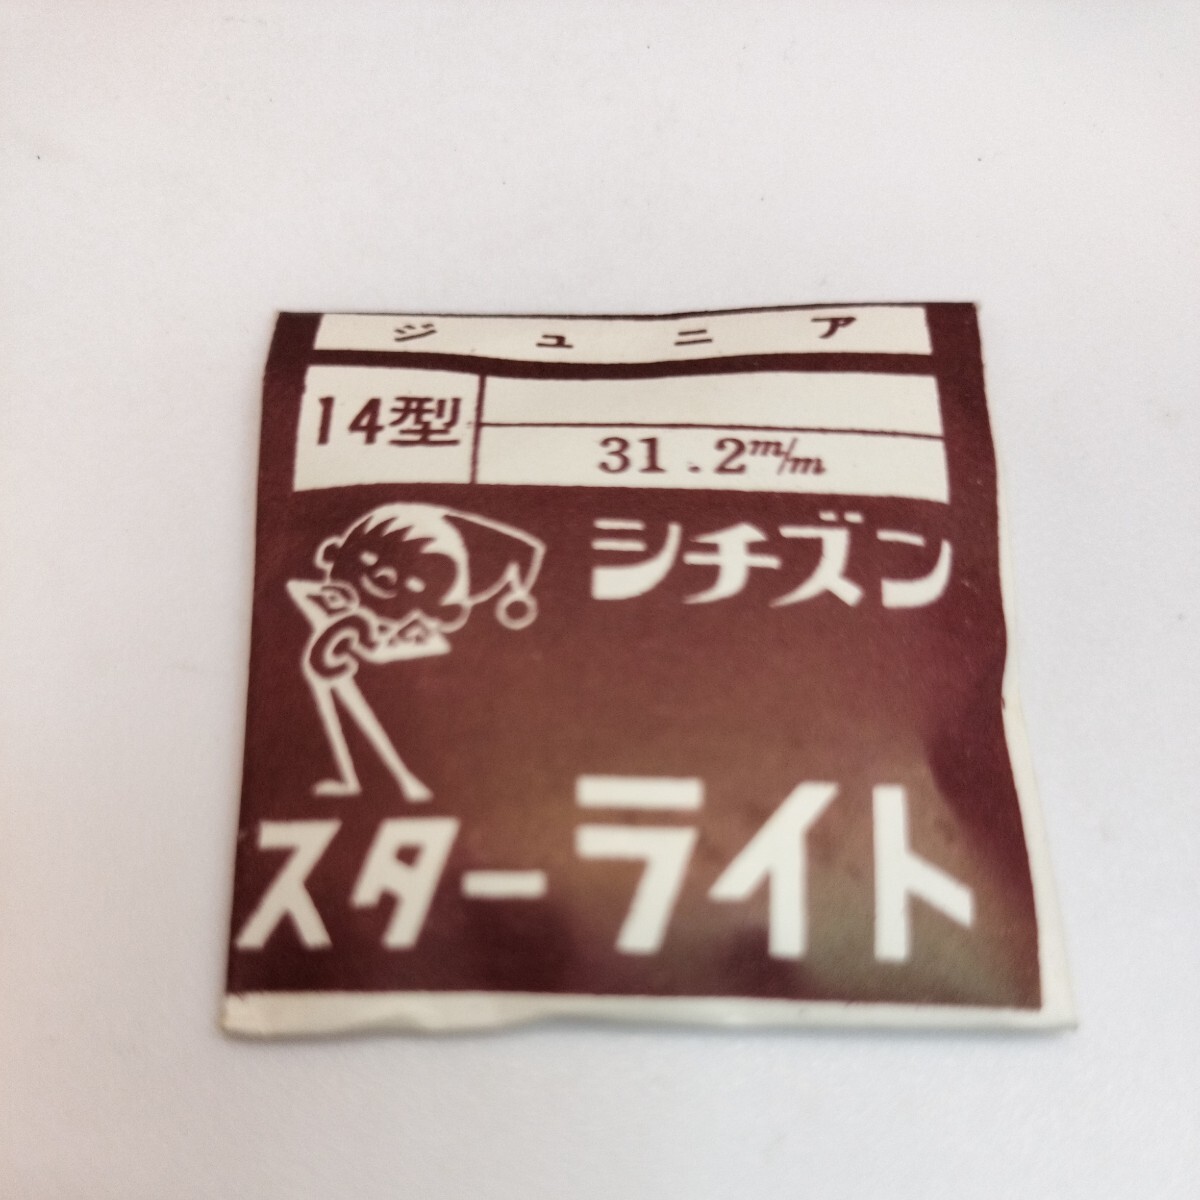 ジュニア
14型
31.2m/m
シチズン
スターライト